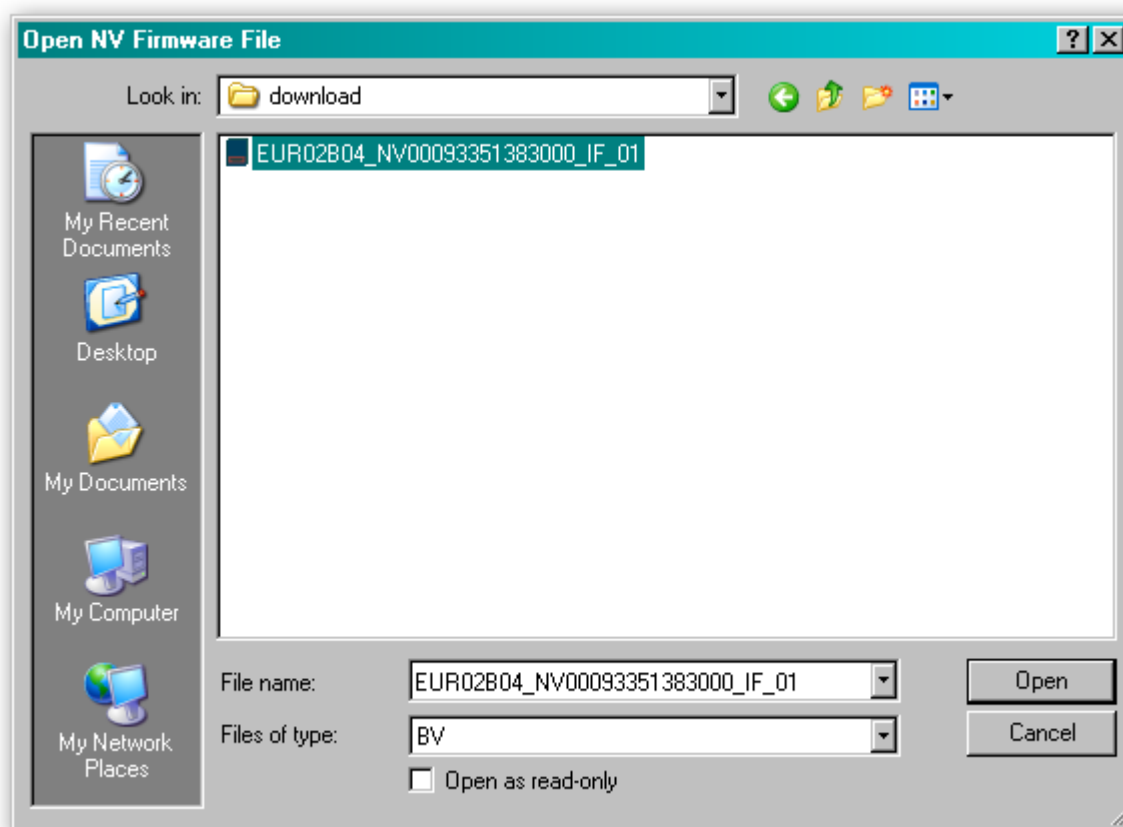 Open NV Firmware File
Look in: download
EUR02B04_NV00093351383000_IF_01
My Recent
Documents
Desktop
My Documents
My Computer
My Network
Places
File name: EUR02B04_NV00093351383000_IF_01 Open
Files of type: BV Cancel
Open as read-only